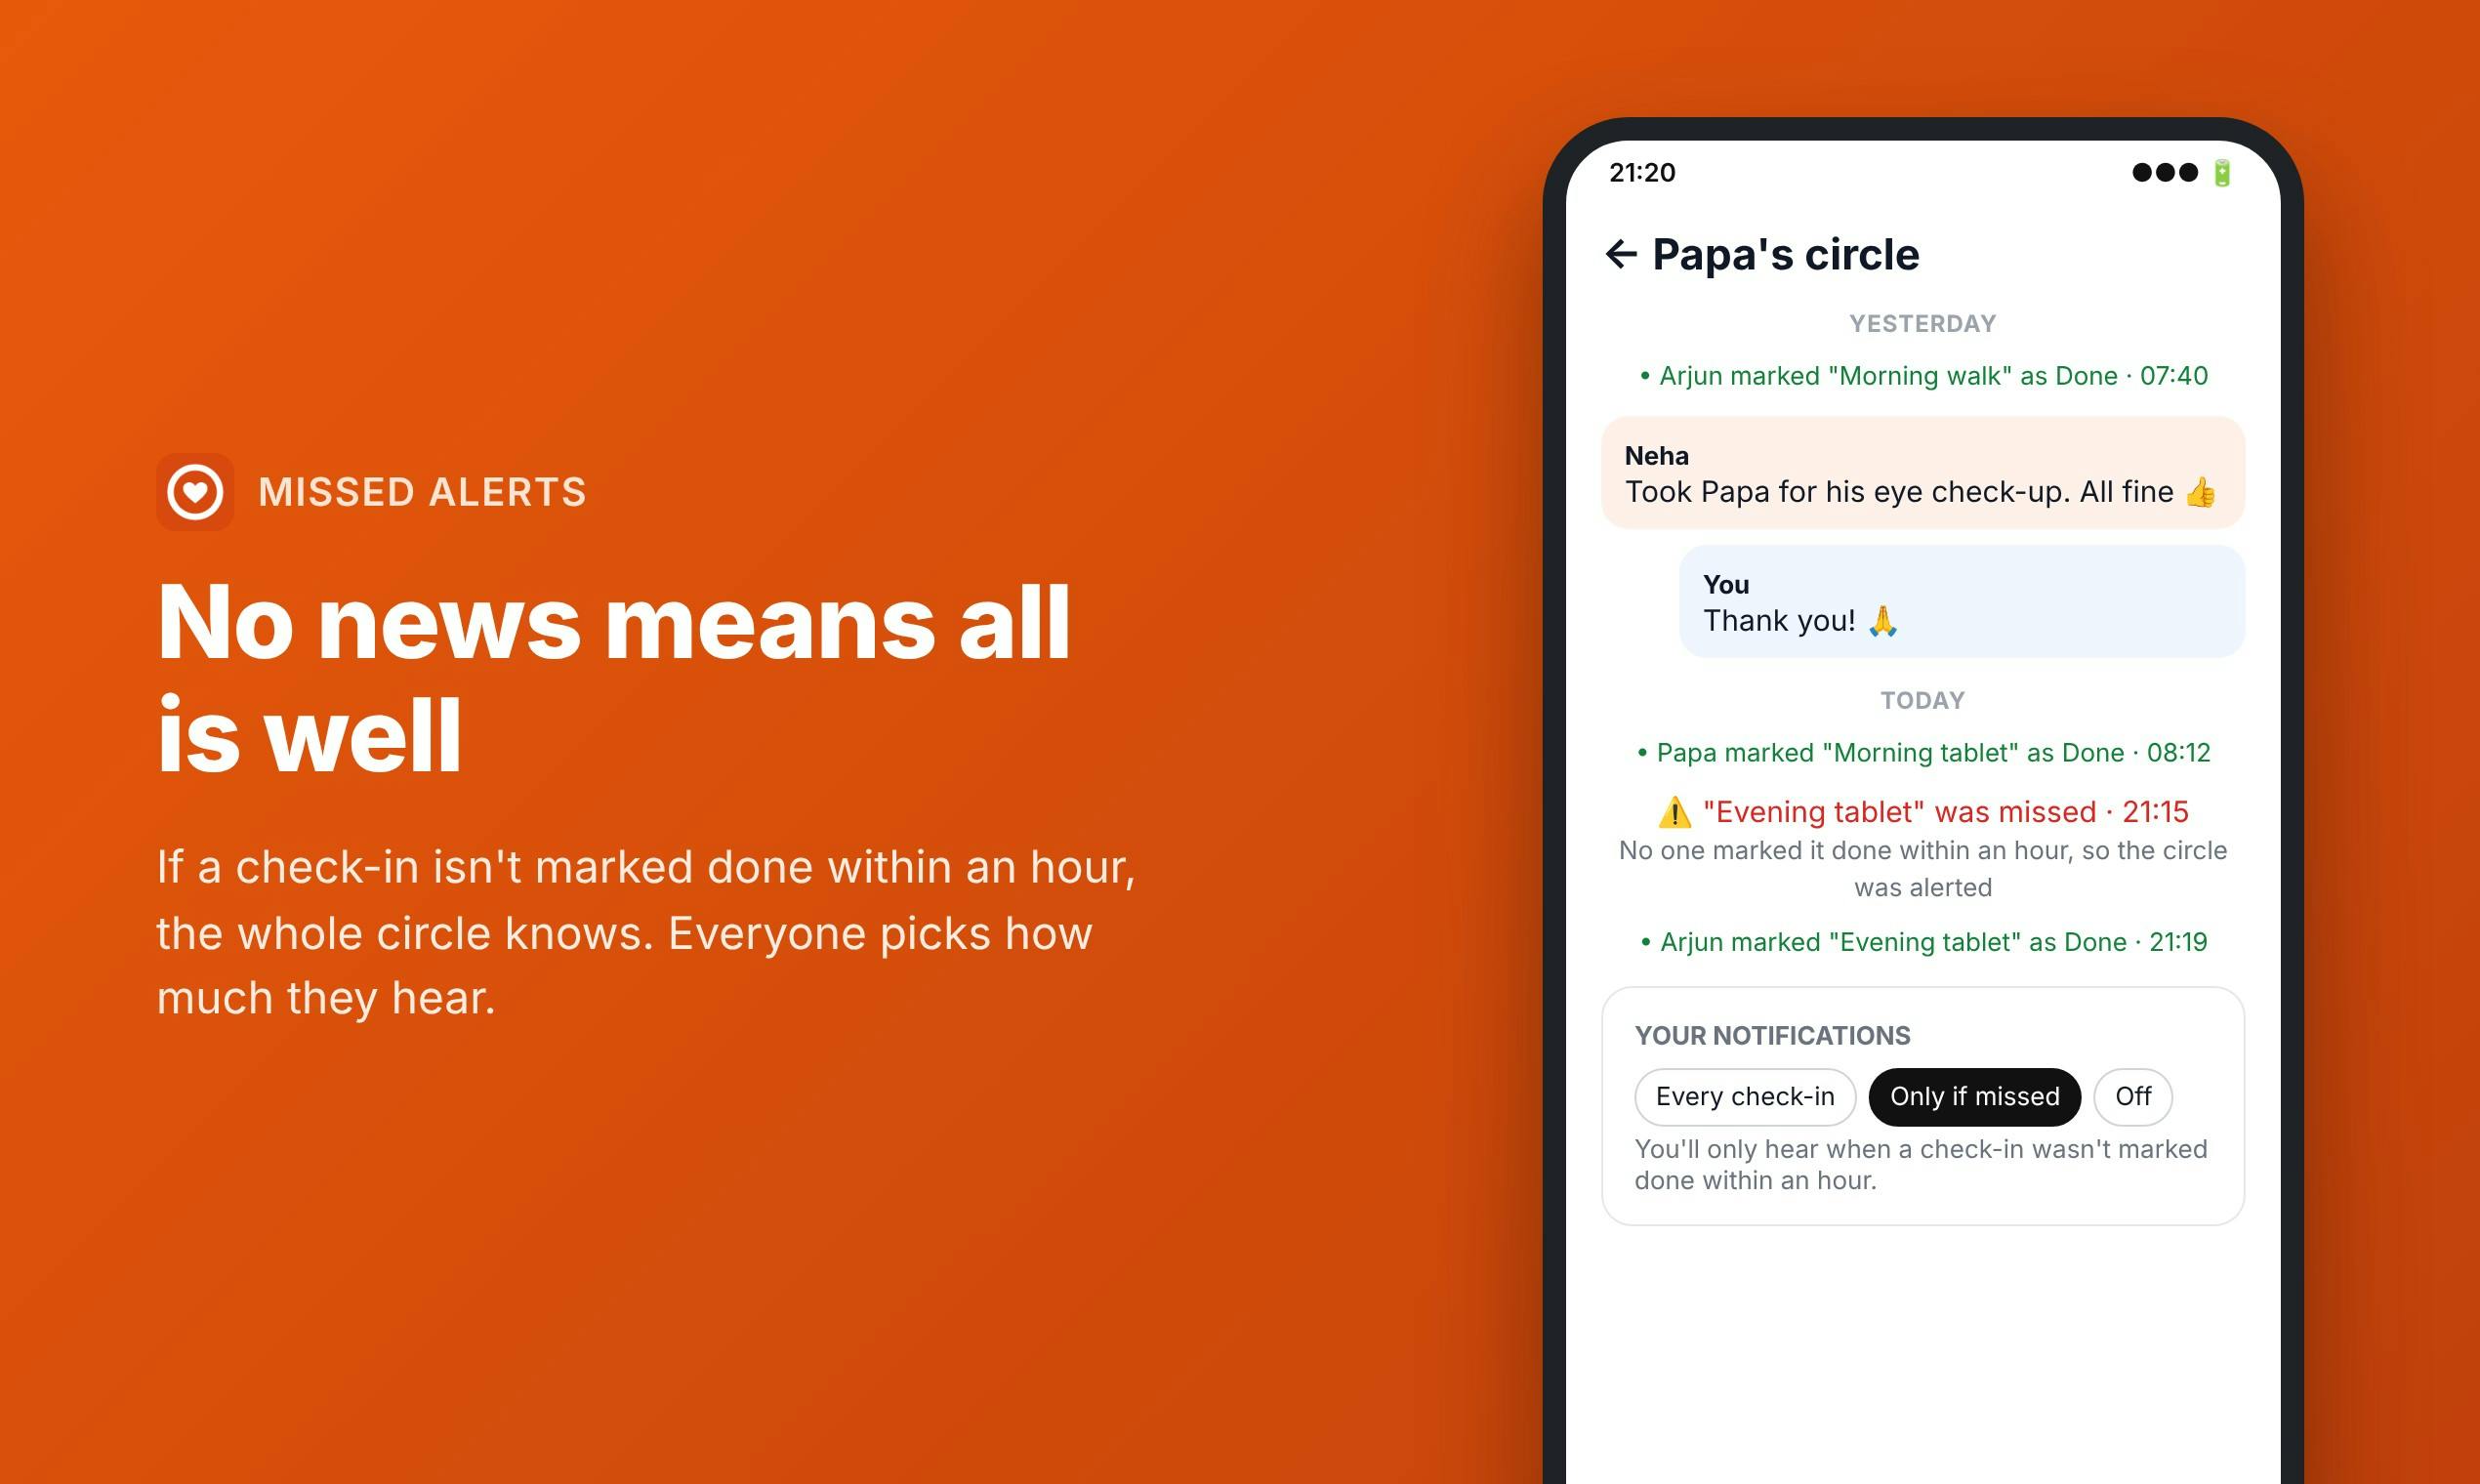 MISSED ALERTS
No news means all
is well
If a check-in isn't marked done within an hour,
the whole circle knows. Everyone picks how
much they hear.
21:20
← Papa's circle
YESTERDAY
• Arjun marked "Morning walk" as Done · 07:40
Neha
Took Papa for his eye check-up. All fine 👍
You
Thank you! 🙏
TODAY
• Papa marked "Morning tablet" as Done · 08:12
⚠️ "Evening tablet" was missed · 21:15
No one marked it done within an hour, so the circle
was alerted
• Arjun marked "Evening tablet" as Done · 21:19
YOUR NOTIFICATIONS
Every check-in
Only if missed
Off
You'll only hear when a check-in wasn't marked
done within an hour.